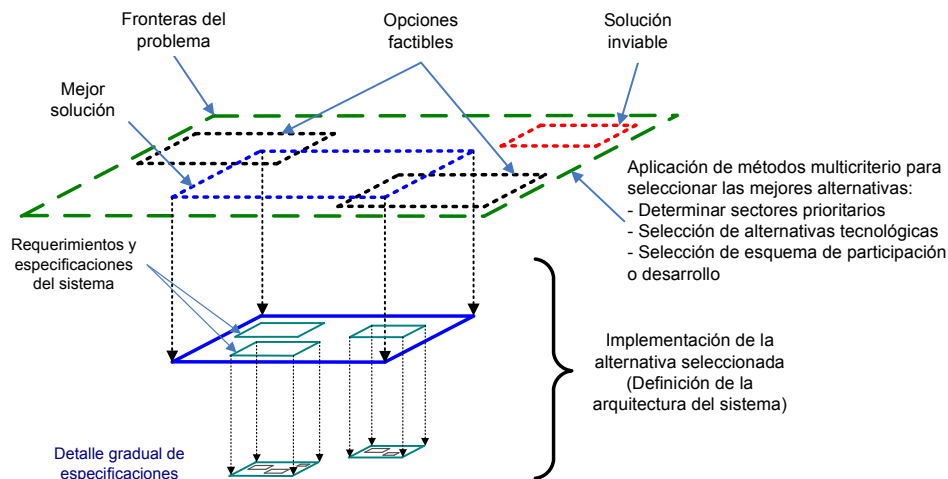 Fronteras del
problema
Opciones
factibles
Solución
inviable
Mejor
solución
Aplicación de métodos multicriterio para
seleccionar las mejores alternativas:
- Determinar sectores prioritarios
- Selección de alternativas tecnológicas
- Selección de esquema de participación
o desarrollo
Requerimientos y
especificaciones
del sistema
Implementación de la
alternativa seleccionada
(Definición de la
arquitectura del sistema)
Detalle gradual de
especificaciones